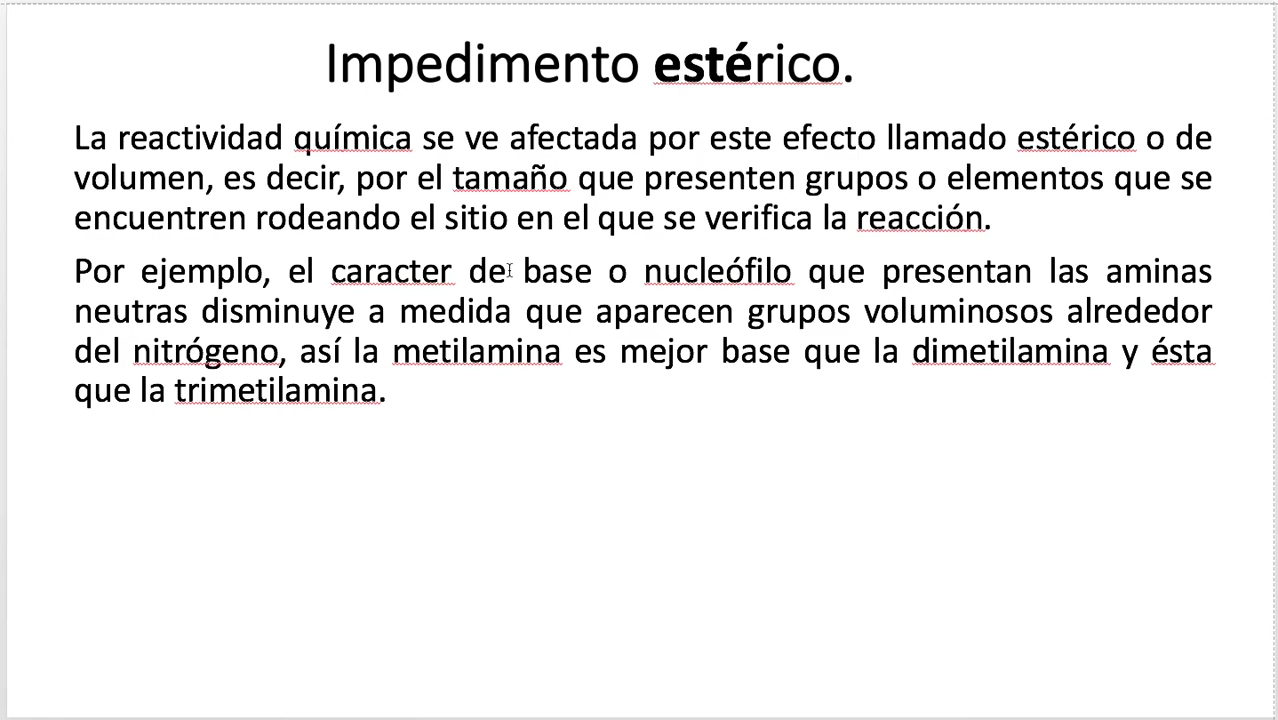 Impedimento estérico.
La reactividad química se ve afectada por este efecto llamado estérico o de
volumen, es decir, por el tamaño que presenten grupos o elementos que se
encuentren rodeando el sitio en el que se verifica la reacción.
Por ejemplo, el caracter de base o nucleófilo que presentan las aminas
neutras disminuye a medida que aparecen grupos voluminosos alrededor
del nitrógeno, así la metilamina es mejor base que la dimetilamina y ésta
que la trimetilamina.